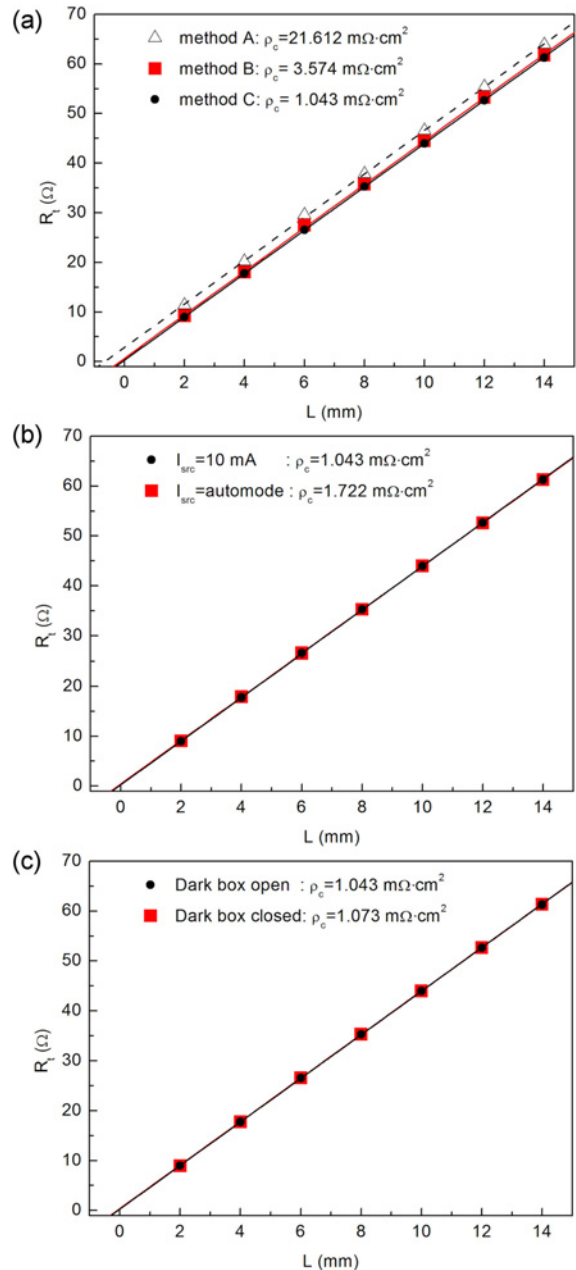 (a)
method A: ρc=21.612 mΩ·cm2
method B: ρc= 3.574 mΩ·cm2
method C: ρc= 1.043 mΩ·cm2
70
60
50
40
30
20
10
0
Rt (Ω)
0 2 4 6 8 10 12 14
L (mm)
(b)
Isrc=10 mA : ρc=1.043 mΩ·cm2
Isrc=automode : ρc=1.722 mΩ·cm2
70
60
50
40
30
20
10
0
Rt (Ω)
0 2 4 6 8 10 12 14
L (mm)
(c)
Dark box open : ρc=1.043 mΩ·cm2
Dark box closed: ρc=1.073 mΩ·cm2
70
60
50
40
30
20
10
0
Rt (Ω)
0 2 4 6 8 10 12 14
L (mm)